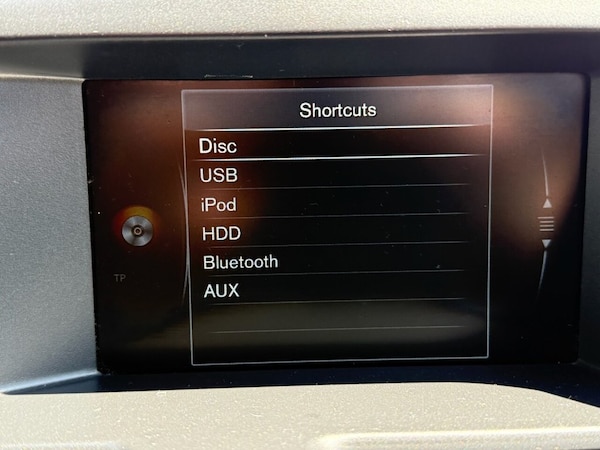 Shortcuts
Disc
USB
iPod
HDD
Bluetooth
AUX
TP